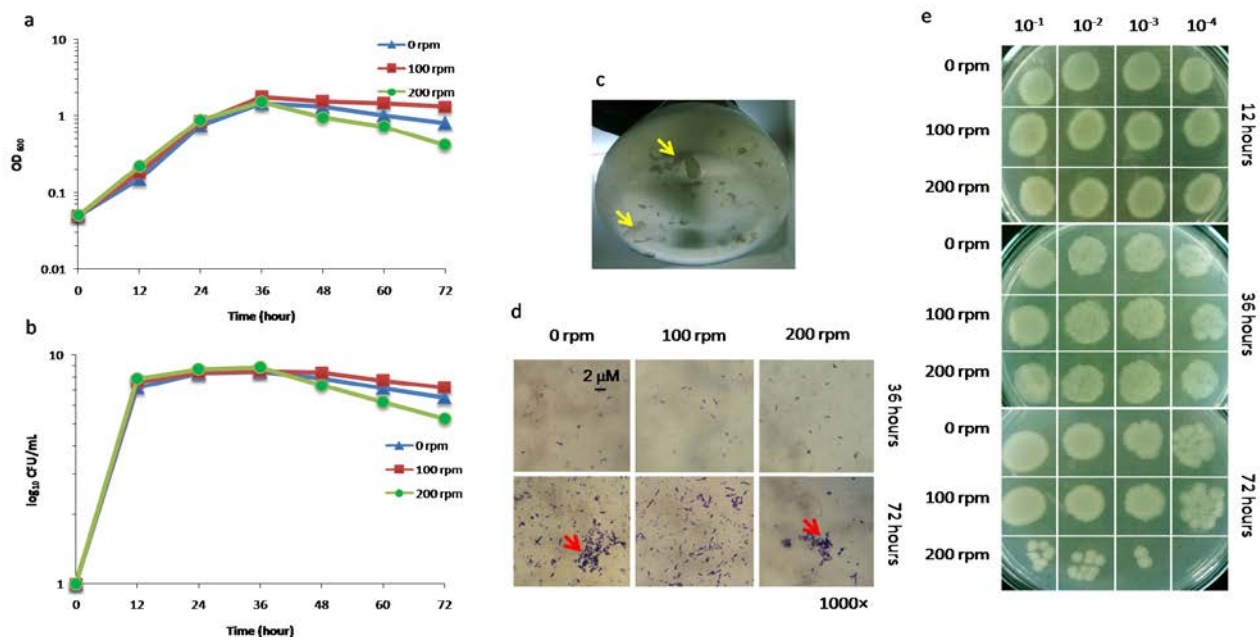 a
10
1
0.1
0.01
OD 600
0 rpm
100 rpm
200 rpm
0 12 24 36 48 60 72
Time (hour)
b
10
1
log10 CFU/mL
0 rpm
100 rpm
200 rpm
0 12 24 36 48 60 72
Time (hour)
c
d
0 rpm 100 rpm 200 rpm
2 μM
36 hours
72 hours
1000×
e
10-1 10-2 10-3 10-4
0 rpm
100 rpm
200 rpm
12 hours
0 rpm
100 rpm
200 rpm
36 hours
0 rpm
100 rpm
200 rpm
72 hours